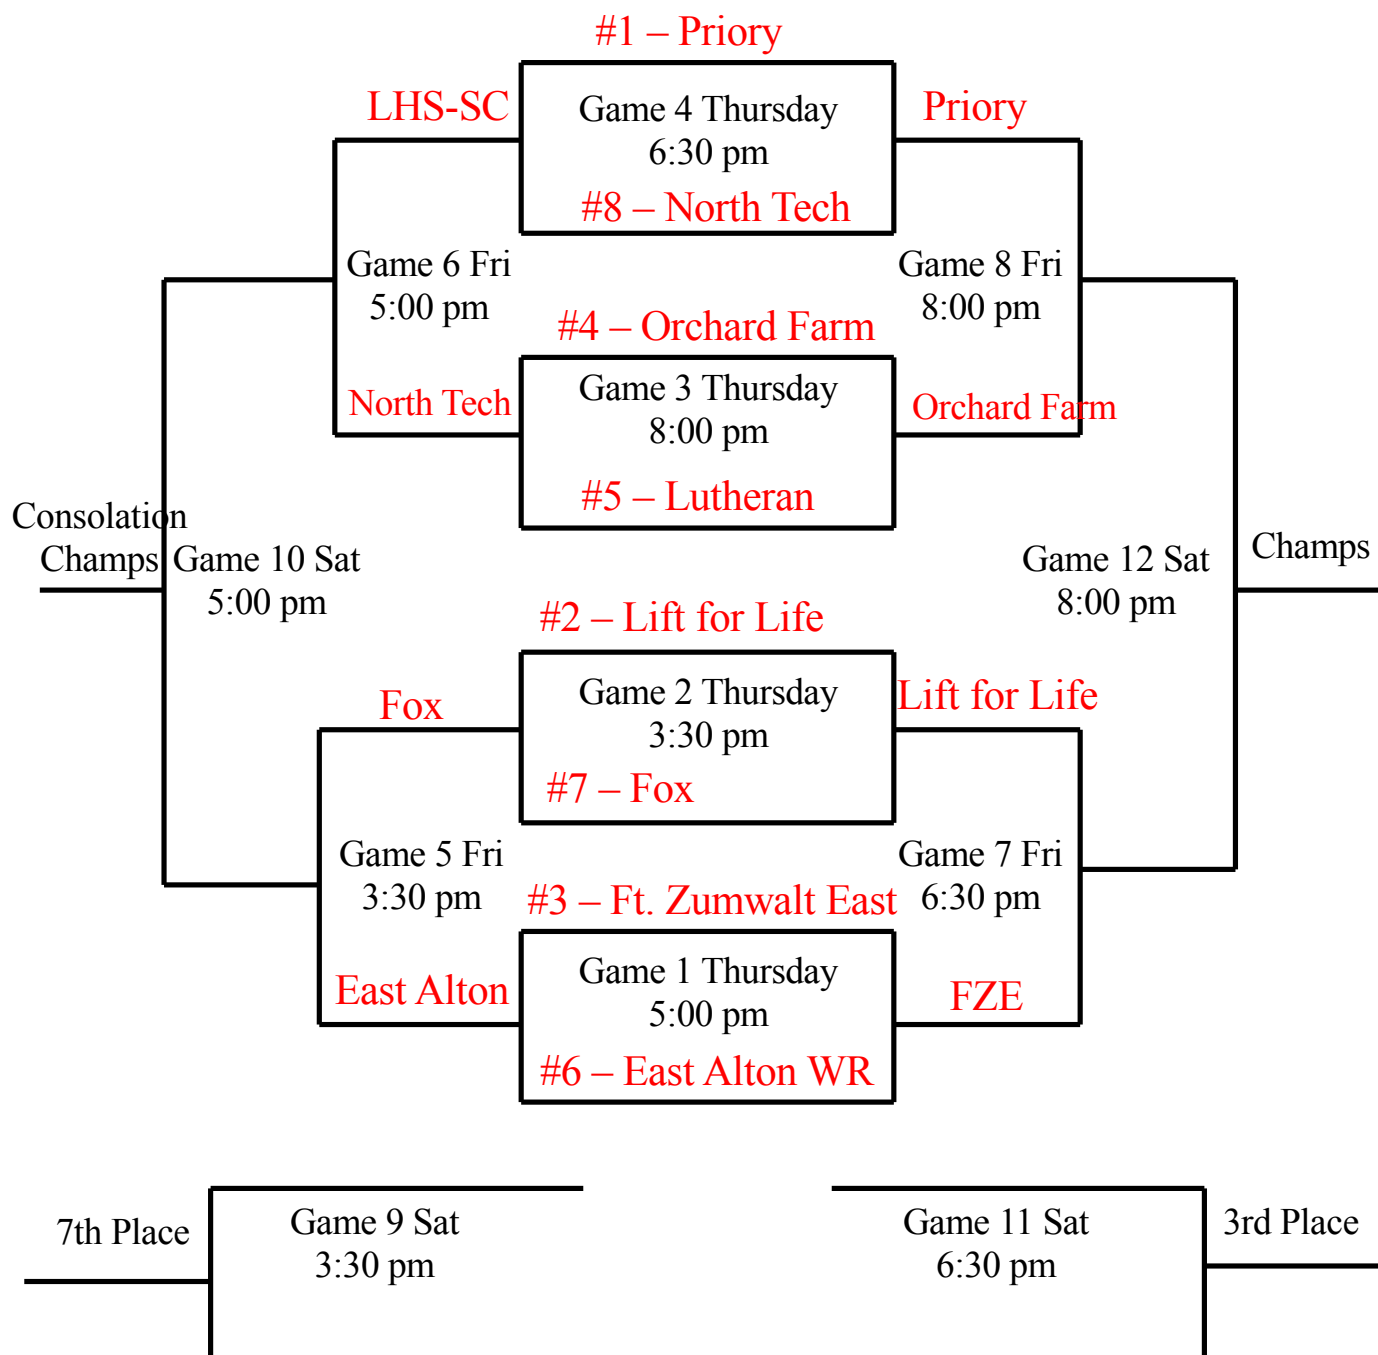 #1 – Priory
LHS-SC
Game 4 Thursday
6:30 pm
Priory
#8 – North Tech
Game 6 Fri
5:00 pm
Game 8 Fri
8:00 pm
#4 – Orchard Farm
North Tech
Game 3 Thursday
8:00 pm
Orchard Farm
#5 – Lutheran
Consolation
Champs
Game 10 Sat
5:00 pm
Game 12 Sat
8:00 pm
Champs
#2 – Lift for Life
Fox
Game 2 Thursday
3:30 pm
Lift for Life
#7 – Fox
Game 5 Fri
3:30 pm
Game 7 Fri
6:30 pm
#3 – Ft. Zumwalt East
East Alton
Game 1 Thursday
5:00 pm
FZE
#6 – East Alton WR
7th Place
Game 9 Sat
3:30 pm
Game 11 Sat
6:30 pm
3rd Place